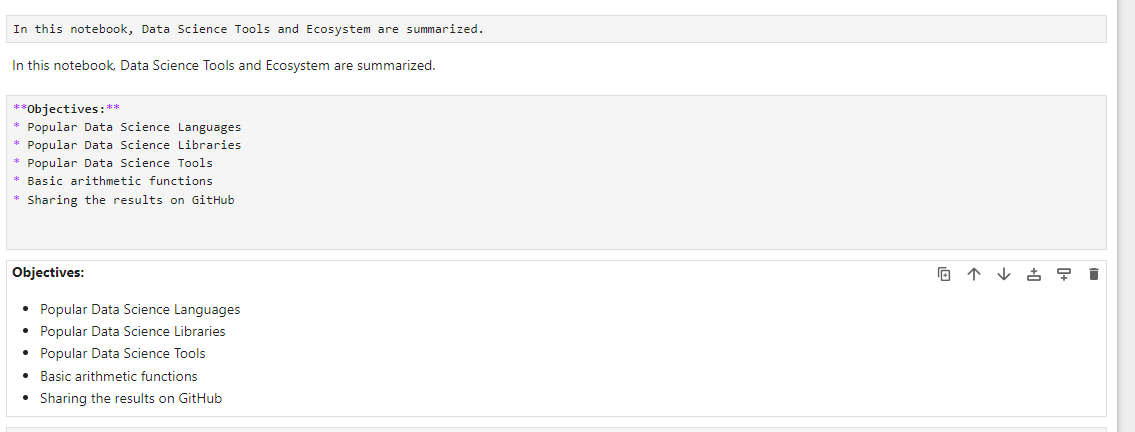 In this notebook, Data Science Tools and Ecosystem are summarized.
In this notebook, Data Science Tools and Ecosystem are summarized.
**Objectives:**
* Popular Data Science Languages
* Popular Data Science Libraries
* Popular Data Science Tools
* Basic arithmetic functions
* Sharing the results on GitHub
Objectives:
• Popular Data Science Languages
• Popular Data Science Libraries
• Popular Data Science Tools
• Basic arithmetic functions
• Sharing the results on GitHub